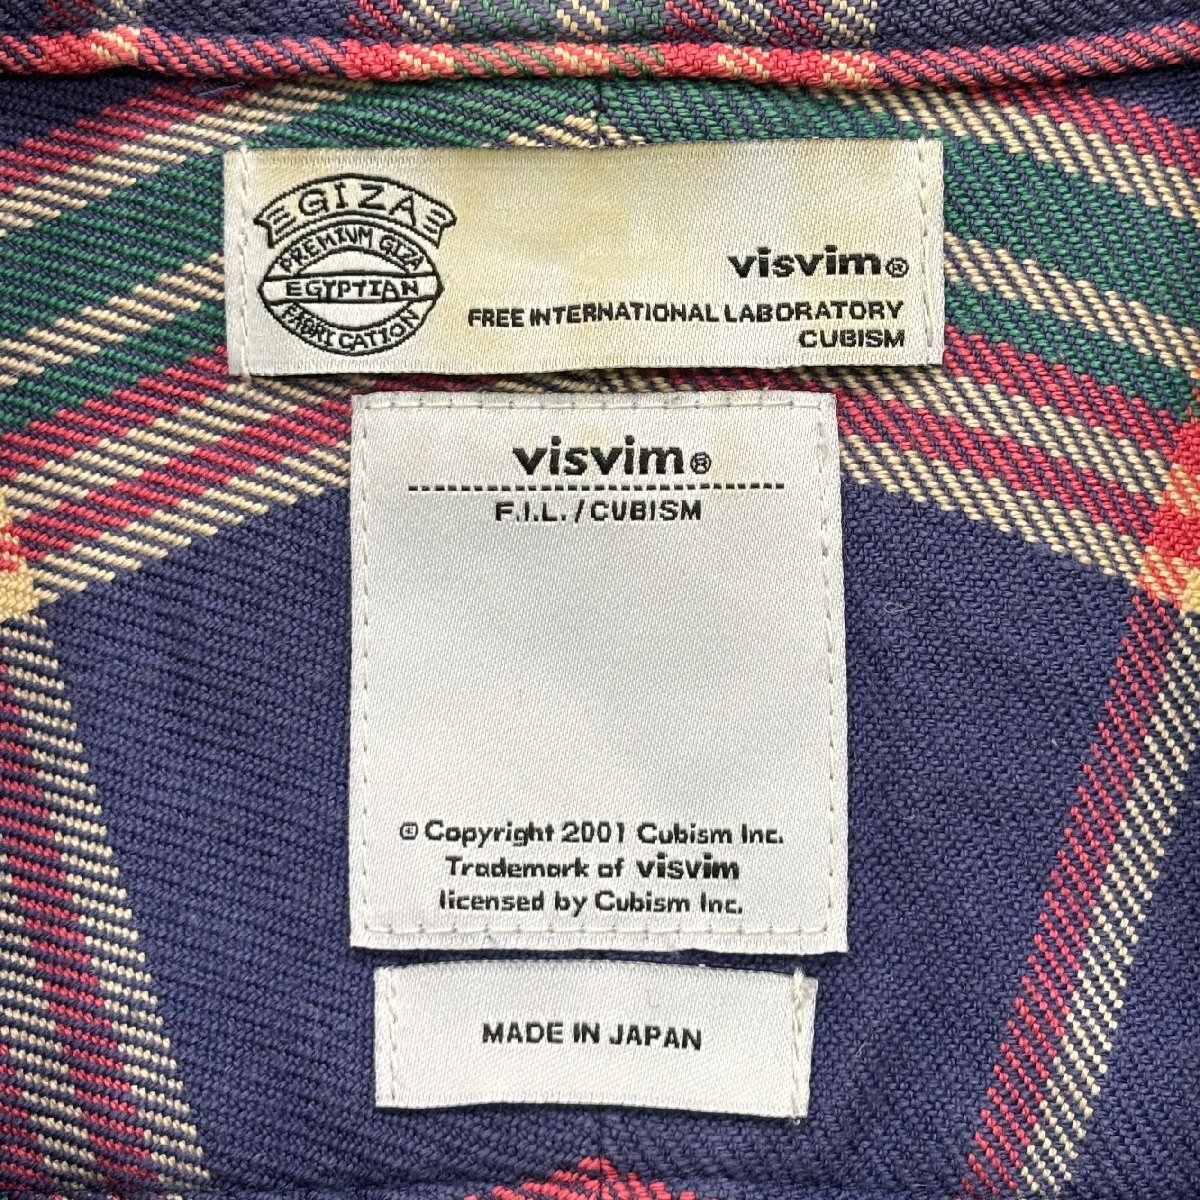 GIZA
PREMIUM GIZA
EGYPTIAN
FABRICATION
visvim®
FREE INTERNATIONAL LABORATORY
CUBISM
visvim®
F.I.L./CUBISM
© Copyright 2001 Cubism Inc.
Trademark of visvim
licensed by Cubism Inc.
MADE IN JAPAN